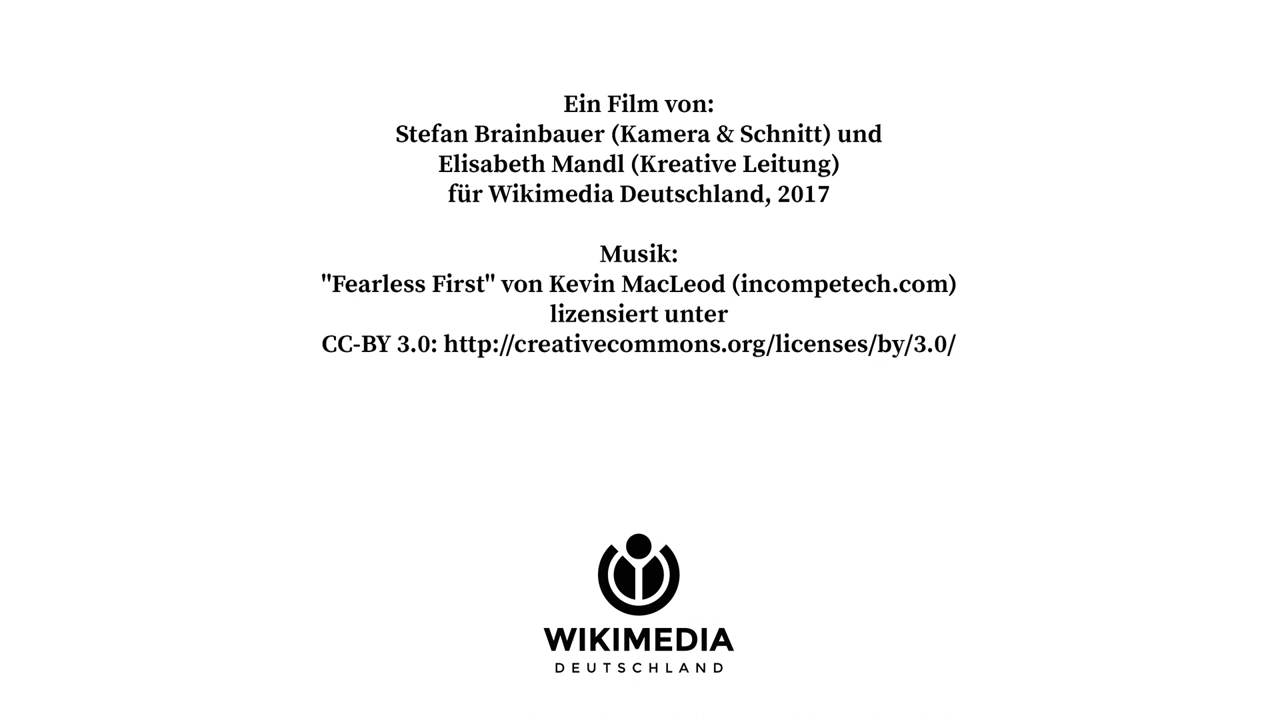 Ein Film von:
Stefan Brainbauer (Kamera & Schnitt) und
Elisabeth Mandl (Kreative Leitung)
für Wikimedia Deutschland, 2017
Musik:
"Fearless First" von Kevin MacLeod (incompetech.com)
lizensiert unter
CC-BY 3.0: http://creativecommons.org/licenses/by/3.0/
WIKIMEDIA
DEUTSCHLAND